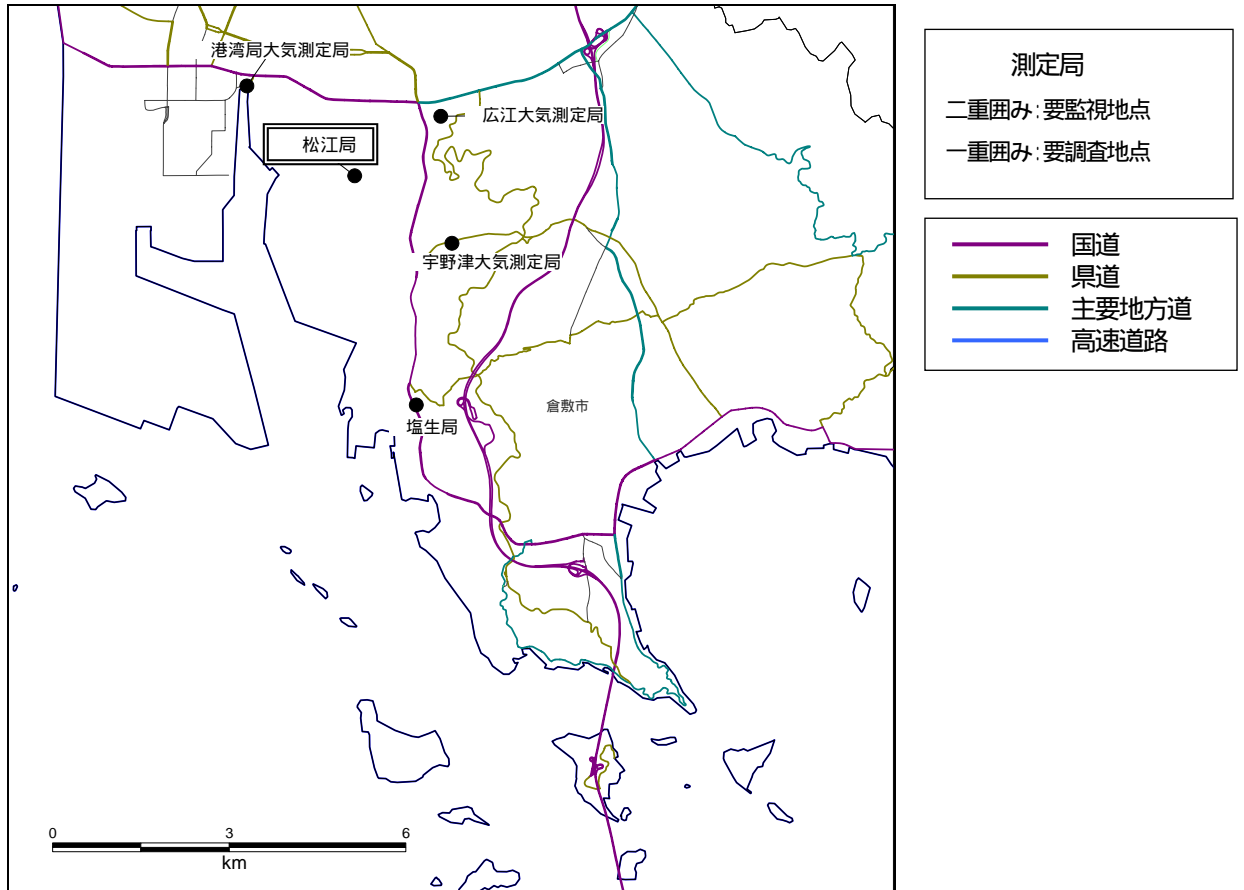 港湾局大気測定局
広江大気測定局
松江局
宇野津大気測定局
倉敷市
塩生局
0 3 6
km
測定局
二重囲み:要監視地点
一重囲み:要調査地点
国道
県道
主要地方道
高速道路